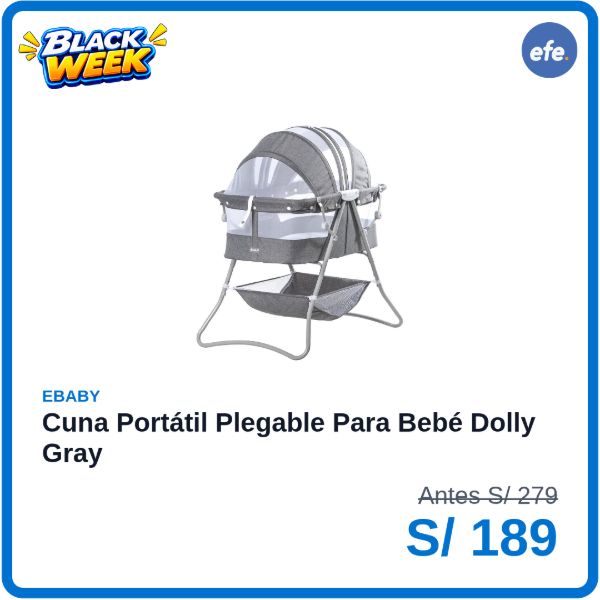 BLACK
WEEK
efe.
EBABY
Cuna Portátil Plegable Para Bebé Dolly
Gray
Antes S/ 279
S/ 189